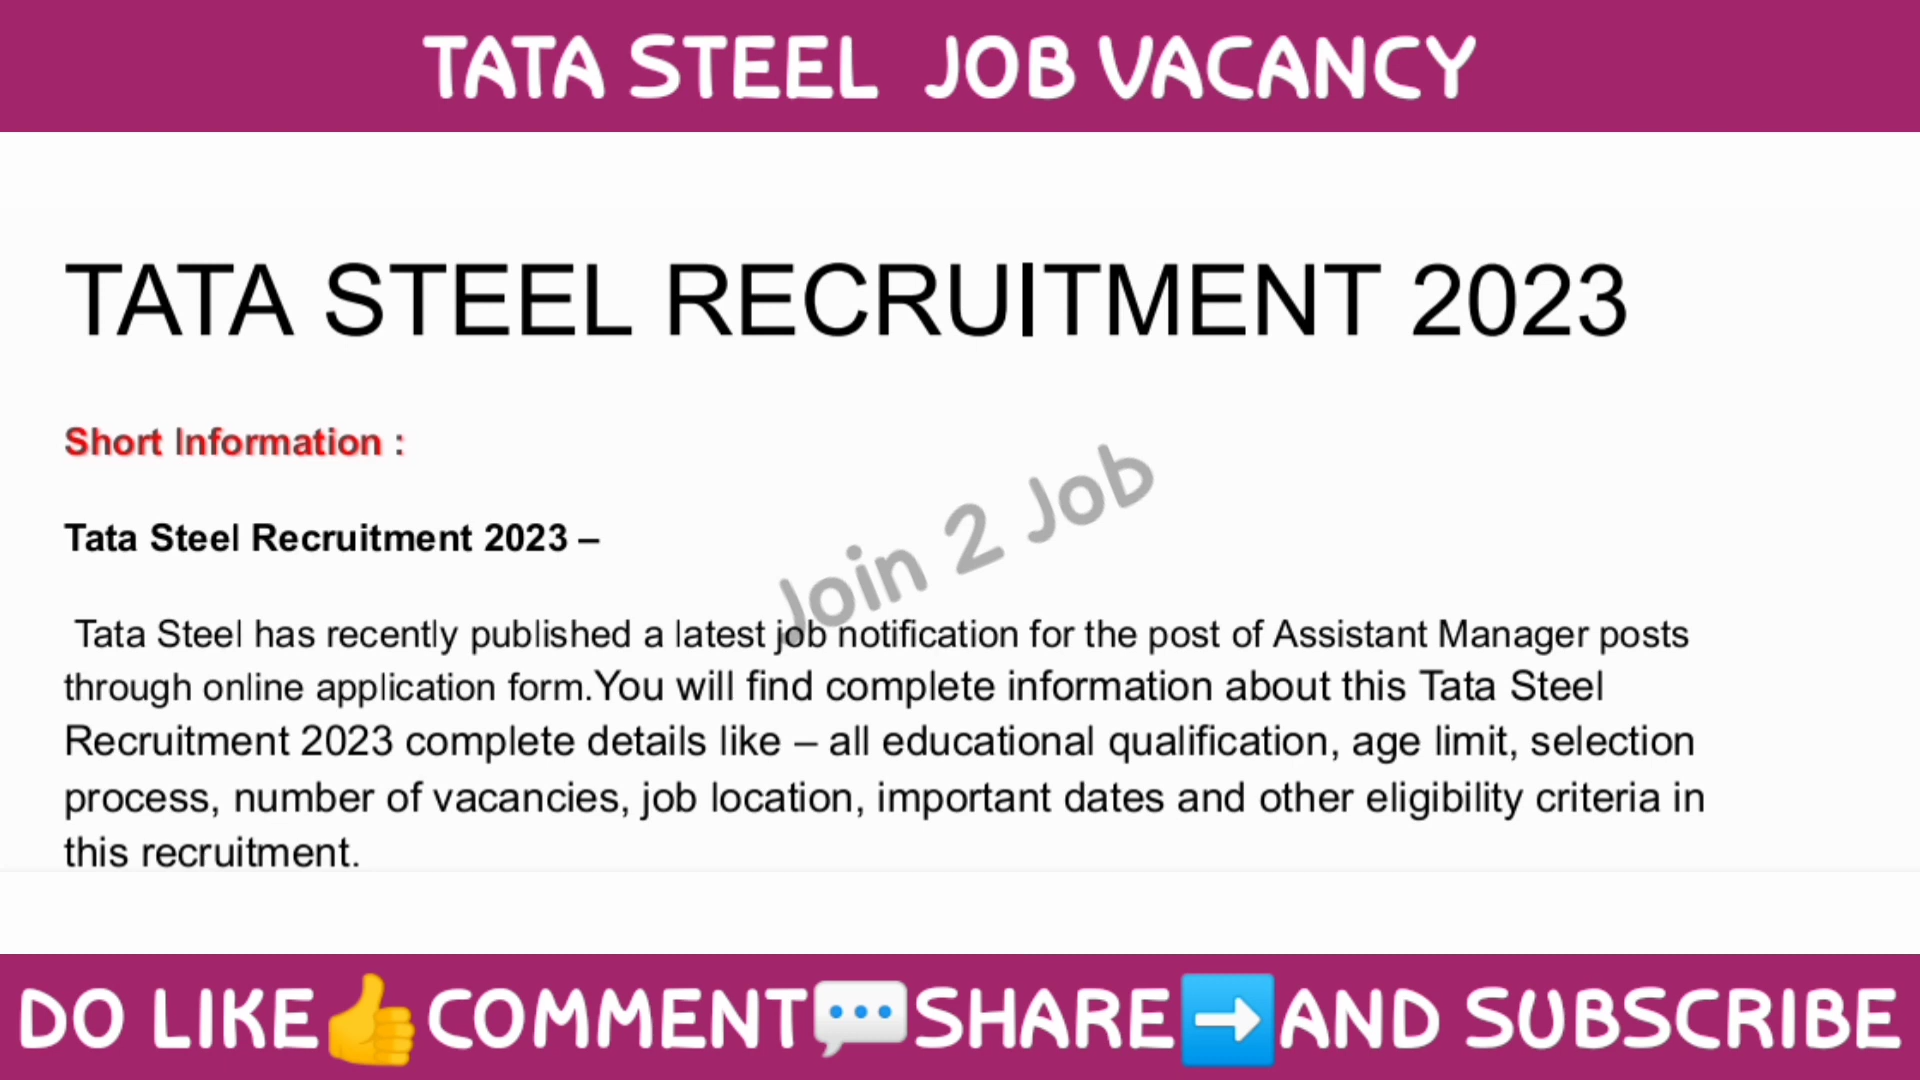 TATA STEEL JOB VACANCY
TATA STEEL RECRUITMENT 2023
Short Information :
Tata Steel Recruitment 2023 –
Join 2 Job
Tata Steel has recently published a latest job notification for the post of Assistant Manager posts
through online application form.You will find complete information about this Tata Steel
Recruitment 2023 complete details like – all educational qualification, age limit, selection
process, number of vacancies, job location, important dates and other eligibility criteria in
this recruitment.
DO LIKE👍COMMENT💬SHARE➡️AND SUBSCRIBE